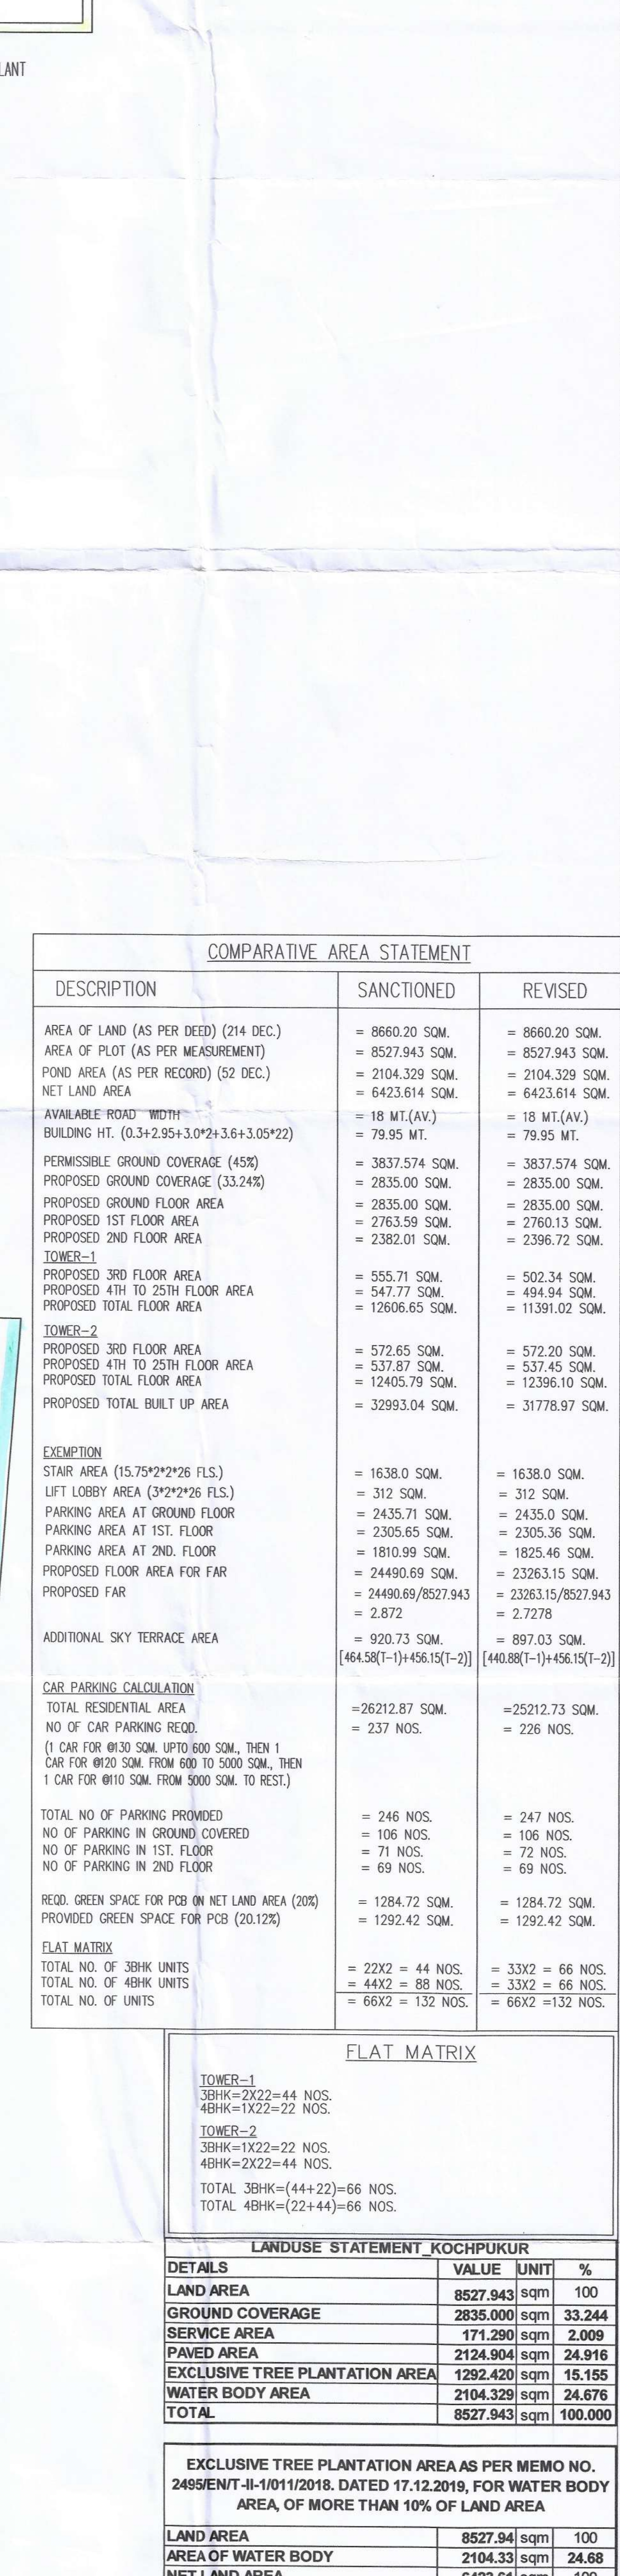 LANT
COMPARATIVE AREA STATEMENT
DESCRIPTION SANCTIONED REVISED
AREA OF LAND (AS PER DEED) (214 DEC.) = 8660.20 SQM. = 8660.20 SQM.
AREA OF PLOT (AS PER MEASUREMENT) = 8527.943 SQM. = 8527.943 SQM.
POND AREA (AS PER RECORD) (52 DEC.) = 2104.329 SQM. = 2104.329 SQM.
NET LAND AREA = 6423.614 SQM. = 6423.614 SQM.
AVAILABLE ROAD WIDTH = 18 MT.(AV.) = 18 MT.(AV.)
BUILDING HT. (0.3+2.95+3.0*2+3.6+3.05*22) = 79.95 MT. = 79.95 MT.
PERMISSIBLE GROUND COVERAGE (45%) = 3837.574 SQM. = 3837.574 SQM.
PROPOSED GROUND COVERAGE (33.24%) = 2835.00 SQM. = 2835.00 SQM.
PROPOSED GROUND FLOOR AREA = 2835.00 SQM. = 2835.00 SQM.
PROPOSED 1ST FLOOR AREA = 2763.59 SQM. = 2760.13 SQM.
PROPOSED 2ND FLOOR AREA = 2382.01 SQM. = 2396.72 SQM.
TOWER-1
PROPOSED 3RD FLOOR AREA = 555.71 SQM. = 502.34 SQM.
PROPOSED 4TH TO 25TH FLOOR AREA = 547.77 SQM. = 494.94 SQM.
PROPOSED TOTAL FLOOR AREA = 12606.65 SQM. = 11391.02 SQM.
TOWER-2
PROPOSED 3RD FLOOR AREA = 572.65 SQM. = 572.20 SQM.
PROPOSED 4TH TO 25TH FLOOR AREA = 537.87 SQM. = 537.45 SQM.
PROPOSED TOTAL FLOOR AREA = 12405.79 SQM. = 12396.10 SQM.
PROPOSED TOTAL BUILT UP AREA = 32993.04 SQM. = 31778.97 SQM.
EXEMPTION
STAIR AREA (15.75*2*2*26 FLS.) = 1638.0 SQM. = 1638.0 SQM.
LIFT LOBBY AREA (3*2*2*26 FLS.) = 312 SQM. = 312 SQM.
PARKING AREA AT GROUND FLOOR = 2435.71 SQM. = 2435.0 SQM.
PARKING AREA AT 1ST. FLOOR = 2305.65 SQM. = 2305.36 SQM.
PARKING AREA AT 2ND. FLOOR = 1810.99 SQM. = 1825.46 SQM.
PROPOSED FLOOR AREA FOR FAR = 24490.69 SQM. = 23263.15 SQM.
PROPOSED FAR = 24490.69/8527.943 = 23263.15/8527.943
= 2.872 = 2.7278
ADDITIONAL SKY TERRACE AREA = 920.73 SQM. = 897.03 SQM.
[464.58(T-1)+456.15(T-2)] [440.88(T-1)+456.15(T-2)]
CAR PARKING CALCULATION
TOTAL RESIDENTIAL AREA =26212.87 SQM. =25212.73 SQM.
NO OF CAR PARKING REQD. = 237 NOS. = 226 NOS.
(1 CAR FOR @130 SQM. UPTO 600 SQM., THEN 1
CAR FOR @120 SQM. FROM 600 TO 5000 SQM., THEN
1 CAR FOR @110 SQM. FROM 5000 SQM. TO REST.)
TOTAL NO OF PARKING PROVIDED = 246 NOS. = 247 NOS.
NO OF PARKING IN GROUND COVERED = 106 NOS. = 106 NOS.
NO OF PARKING IN 1ST. FLOOR = 71 NOS. = 72 NOS.
NO OF PARKING IN 2ND FLOOR = 69 NOS. = 69 NOS.
REQD. GREEN SPACE FOR PCB ON NET LAND AREA (20%) = 1284.72 SQM. = 1284.72 SQM.
PROVIDED GREEN SPACE FOR PCB (20.12%) = 1292.42 SQM. = 1292.42 SQM.
FLAT MATRIX
TOTAL NO. OF 3BHK UNITS = 22X2 = 44 NOS. = 33X2 = 66 NOS.
TOTAL NO. OF 4BHK UNITS = 44X2 = 88 NOS. = 33X2 = 66 NOS.
TOTAL NO. OF UNITS = 66X2 = 132 NOS. = 66X2 =132 NOS.
FLAT MATRIX
TOWER-1
3BHK=2X22=44 NOS.
4BHK=1X22=22 NOS.
TOWER-2
3BHK=1X22=22 NOS.
4BHK=2X22=44 NOS.
TOTAL 3BHK=(44+22)=66 NOS.
TOTAL 4BHK=(22+44)=66 NOS.
LANDUSE STATEMENT_KOCHPUKUR
DETAILS VALUE UNIT %
LAND AREA 8527.943 sqm 100
GROUND COVERAGE 2835.000 sqm 33.244
SERVICE AREA 171.290 sqm 2.009
PAVED AREA 2124.904 sqm 24.916
EXCLUSIVE TREE PLANTATION AREA 1292.420 sqm 15.155
WATER BODY AREA 2104.329 sqm 24.676
TOTAL 8527.943 sqm 100.000
EXCLUSIVE TREE PLANTATION AREA AS PER MEMO NO.
2495/EN/T-II-1/011/2018. DATED 17.12.2019, FOR WATER BODY
AREA, OF MORE THAN 10% OF LAND AREA
LAND AREA 8527.94 sqm 100
AREA OF WATER BODY 2104.33 sqm 24.68
NET LAND AREA 6423.61 sqm 100